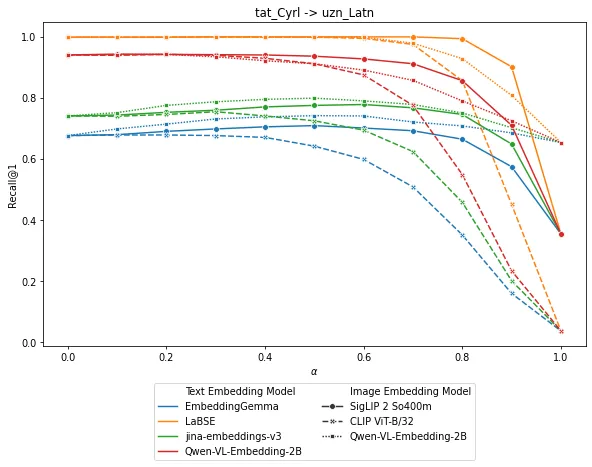 tat_Cyrl -> uzn_Latn
Recall@1
1.0
0.8
0.6
0.4
0.2
0.0
0.0 0.2 0.4 0.6 0.8 1.0
α
Text Embedding Model
EmbeddingGemma
LaBSE
jina-embeddings-v3
Qwen-VL-Embedding-2B
Image Embedding Model
SigLIP 2 So400m
CLIP ViT-B/32
Qwen-VL-Embedding-2B